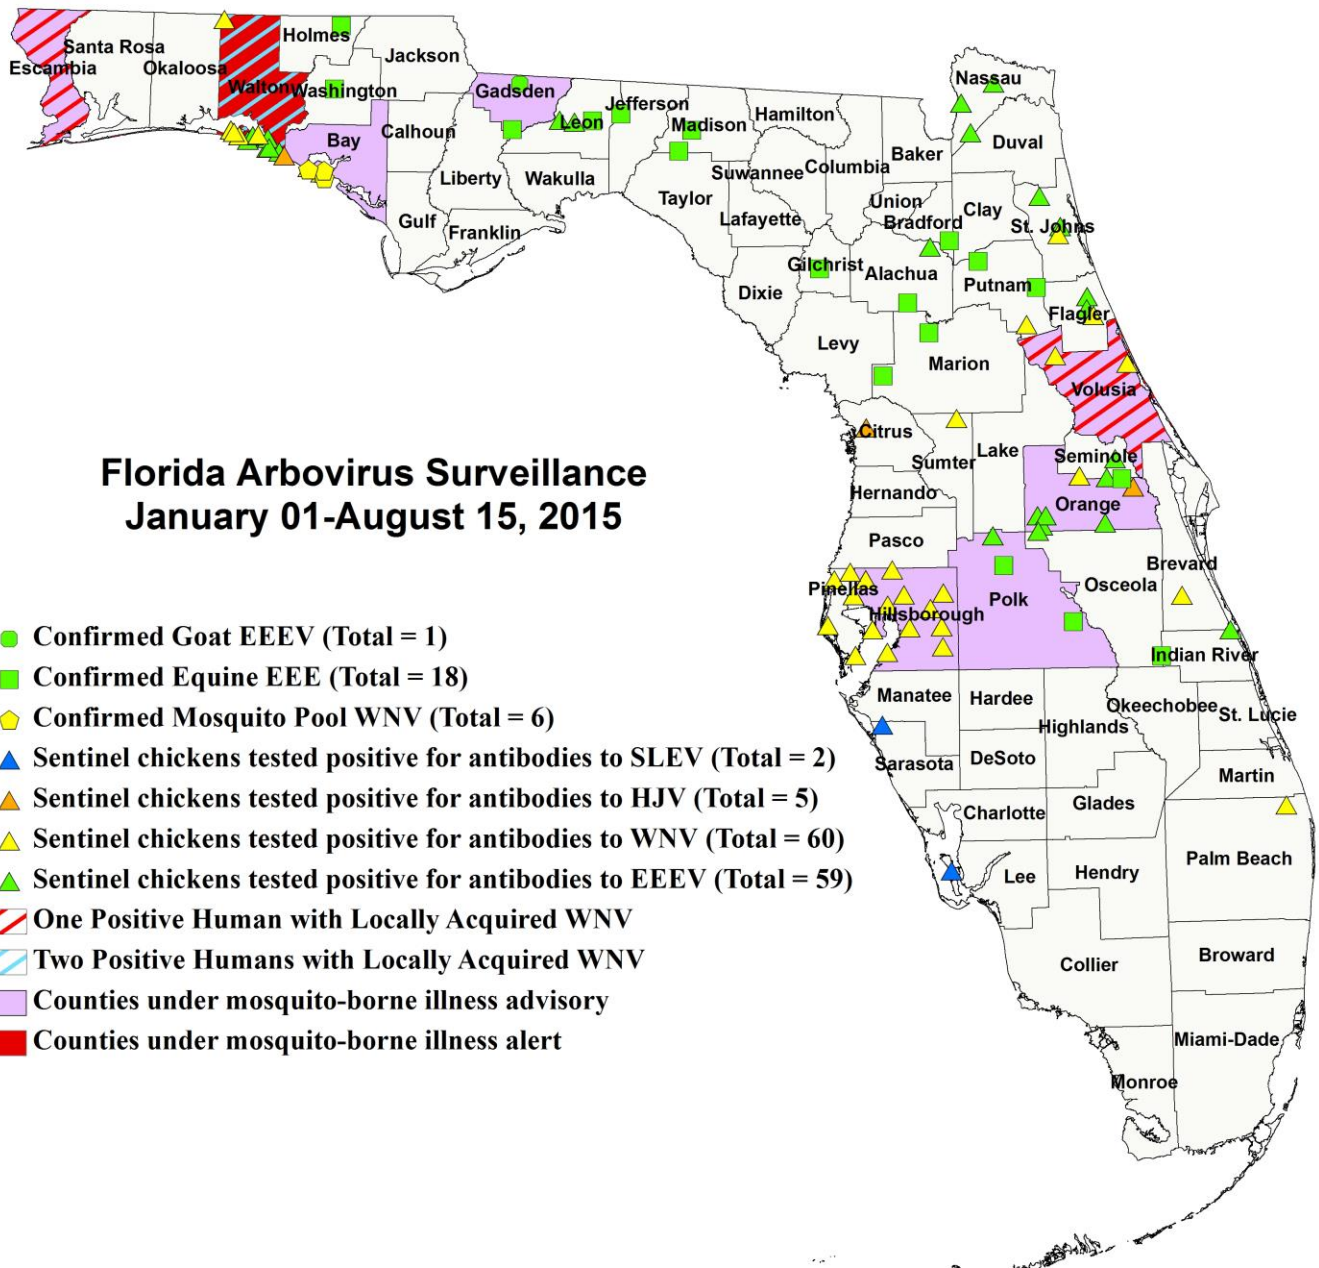 Escambia
Santa Rosa
Okaloosa
Walton
Holmes
Washington
Jackson
Bay
Calhoun
Gulf
Gadsden
Liberty
Franklin
Leon
Wakulla
Jefferson
Madison
Taylor
Hamilton
Suwannee
Lafayette
Dixie
Columbia
Baker
Union
Bradford
Gilchrist
Alachua
Levy
Nassau
Duval
Clay
St. Johns
Putnam
Flagler
Marion
Volusia
Citrus
Sumter
Lake
Seminole
Orange
Hernando
Pasco
Pinellas
Hillsborough
Polk
Osceola
Brevard
Indian River
Manatee
Hardee
Highlands
Okeechobee
St. Lucie
Sarasota
DeSoto
Martin
Charlotte
Glades
Lee
Hendry
Palm Beach
Collier
Broward
Miami-Dade
Monroe
Florida Arbovirus Surveillance
January 01-August 15, 2015
Confirmed Goat EEEV (Total = 1)
Confirmed Equine EEE (Total = 18)
Confirmed Mosquito Pool WNV (Total = 6)
Sentinel chickens tested positive for antibodies to SLEV (Total = 2)
Sentinel chickens tested positive for antibodies to HJV (Total = 5)
Sentinel chickens tested positive for antibodies to WNV (Total = 60)
Sentinel chickens tested positive for antibodies to EEEV (Total = 59)
One Positive Human with Locally Acquired WNV
Two Positive Humans with Locally Acquired WNV
Counties under mosquito-borne illness advisory
Counties under mosquito-borne illness alert